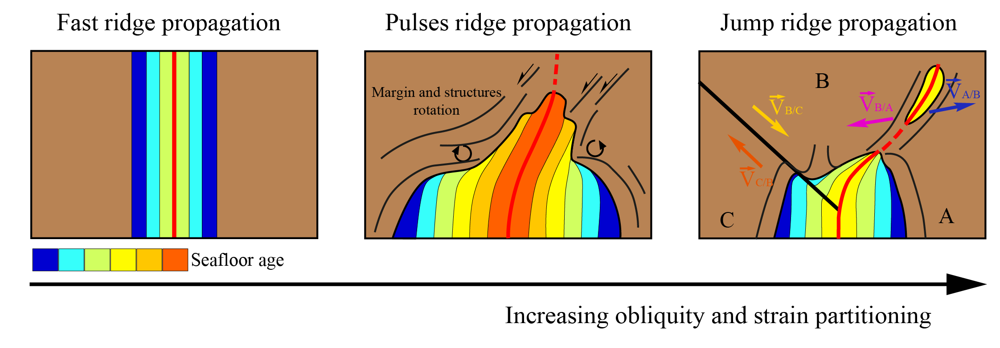 Fast ridge propagation
Pulses ridge propagation
Jump ridge propagation
Margin and structures
rotation
B
V B/C
V B/A
V A/B
V C/B
C
A
Seafloor age
Increasing obliquity and strain partitioning